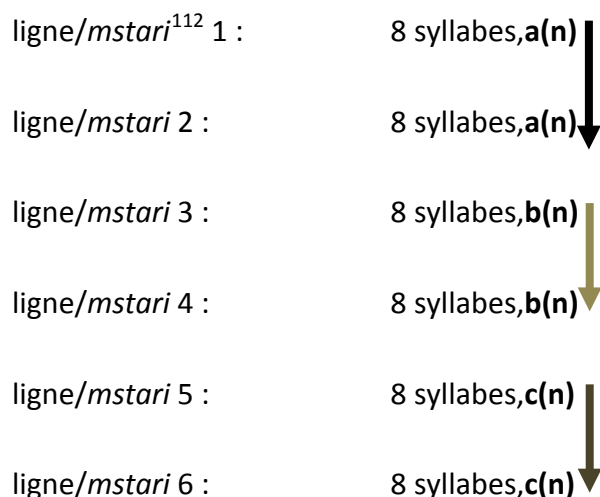 ligne/mstari112 1 : 8 syllabes,a(n)
ligne/mstari 2 : 8 syllabes,a(n)
ligne/mstari 3 : 8 syllabes,b(n)
ligne/mstari 4 : 8 syllabes,b(n)
ligne/mstari 5 : 8 syllabes,c(n)
ligne/mstari 6 : 8 syllabes,c(n)